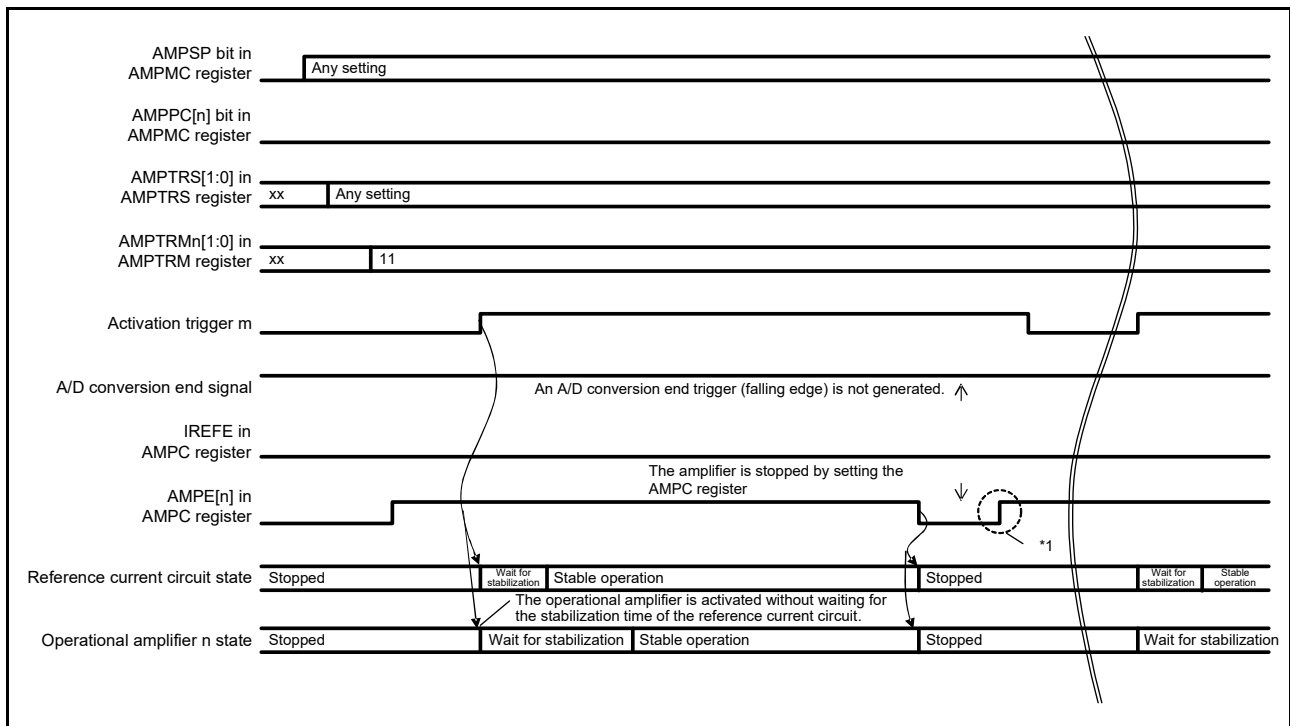 AMPSP bit in
AMPMC register
Any setting
AMPPC[n] bit in
AMPMC register
AMPTRS[1:0] in
AMPTRS register
xx
Any setting
AMPTRMn[1:0] in
AMPTRM register
xx
11
Activation trigger m
A/D conversion end signal
An A/D conversion end trigger (falling edge) is not generated.
IREFE in
AMPC register
The amplifier is stopped by setting the
AMPC register
AMPE[n] in
AMPC register
*1
Reference current circuit state
Stopped
Wait for
stabilization
Stable operation
Stopped
Wait for
stabilization
Stable
operation
The operational amplifier is activated without waiting for
the stabilization time of the reference current circuit.
Operational amplifier n state
Stopped
Wait for stabilization
Stable operation
Stopped
Wait for stabilization